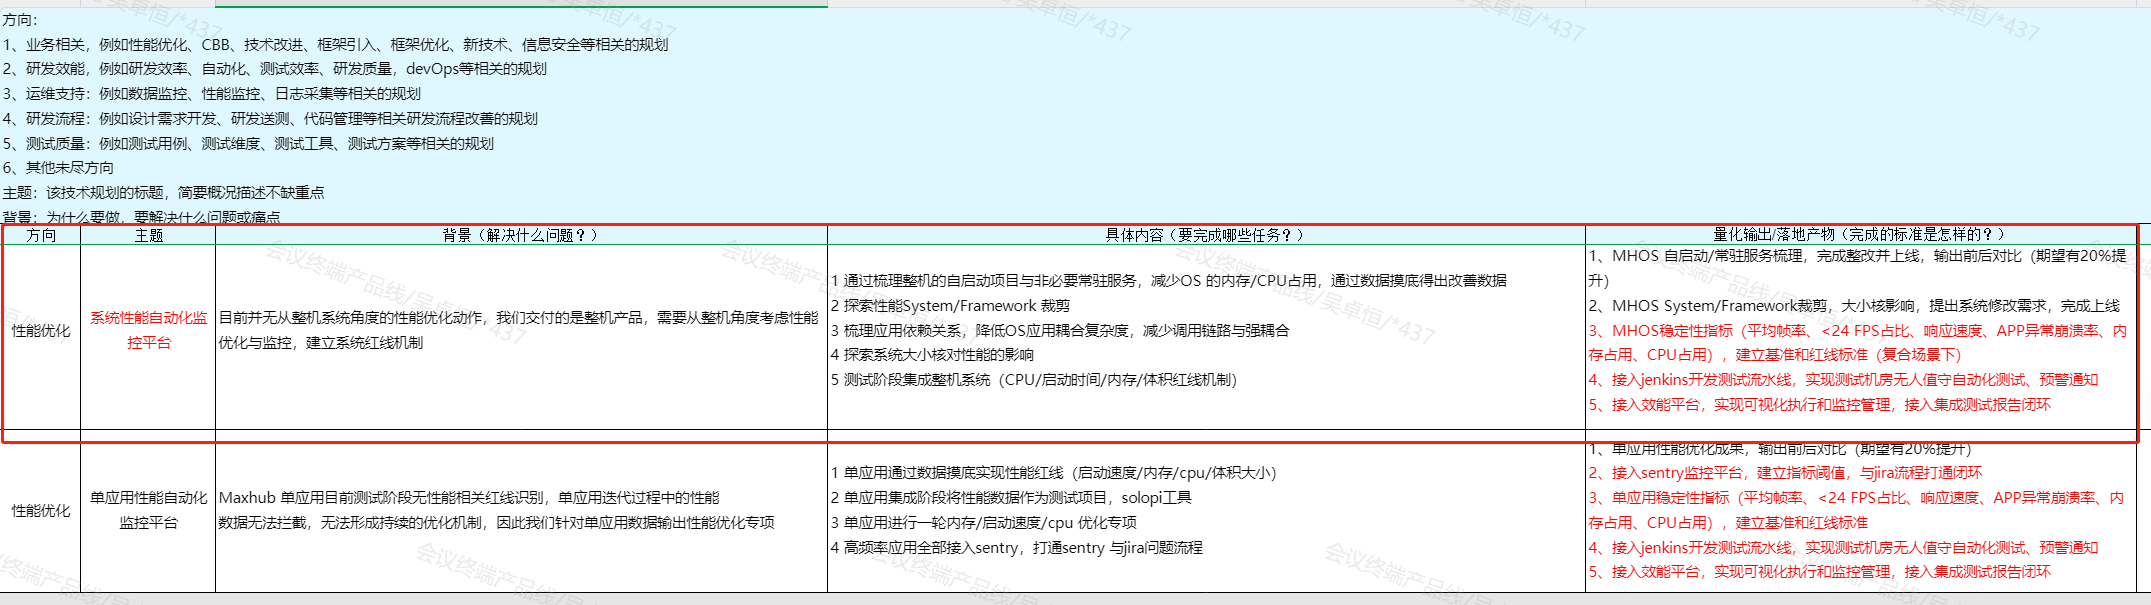 方向：
1、业务相关，例如性能优化、CBB、技术改进、框架引入、框架优化、新技术、信息安全等相关的规划
2、研发效能，例如研发效率、自动化、测试效率、研发质量，devOps等相关的规划
3、运维支持：例如数据监控、性能监控、日志采集等相关的规划
4、研发流程：例如设计需求开发、研发送测、代码管理等相关研发流程改善的规划
5、测试质量：例如测试用例、测试维度、测试工具、测试方案等相关的规划
6、其他未尽方向
主题：该技术规划的标题，简要概况描述不缺重点
背景：为什么要做，要解决什么问题或痛点
方向
主题
背景（解决什么问题？）
具体内容（要完成哪些任务？）
量化输出/落地产物（完成的标准是怎样的？）
性能优化
系统性能自动化监
控平台
目前并无从整机系统角度的性能优化动作，我们交付的是整机产品，需要从整机角度考虑性能
优化与监控，建立系统红线机制
1 通过梳理整机的自启动项目与非必要常驻服务，减少OS 的内存/CPU占用，通过数据摸底得出改善数据
2 探索性能System/Framework 裁剪
3 梳理应用依赖关系，降低OS应用耦合复杂度，减少调用链路与强耦合
4 探索系统大小核对性能的影响
5 测试阶段集成整机系统（CPU/启动时间/内存/体积红线机制）
1、MHOS 自启动/常驻服务梳理，完成整改并上线，输出前后对比（期望有20%提
升）
2、MHOS System/Framework裁剪，大小核影响，提出系统修改需求，完成上线
3、MHOS稳定性指标（平均帧率、<24 FPS占比、响应速度、APP异常崩溃率、内
存占用、CPU占用），建立基准和红线标准（复合场景下）
4、接入jenkins开发测试流水线，实现测试机房无人值守自动化测试、预警通知
5、接入效能平台，实现可视化执行和监控管理，接入集成测试报告闭环
性能优化
单应用性能自动化
监控平台
Maxhub 单应用目前测试阶段无性能相关红线识别，单应用迭代过程中的性能
数据无法拦截，无法形成持续的优化机制，因此我们针对单应用数据输出性能优化专项
1 单应用通过数据摸底实现性能红线（启动速度/内存/cpu/体积大小）
2 单应用集成阶段将性能数据作为测试项目，solopi工具
3 单应用进行一轮内存/启动速度/cpu 优化专项
4 高频率应用全部接入sentry，打通sentry 与jira问题流程
1、单应用性能优化成果，输出前后对比（期望有20%提升）
2、接入sentry监控平台，建立指标阈值，与jira流程打通闭环
3、单应用稳定性指标（平均帧率、<24 FPS占比、响应速度、APP异常崩溃率、内
存占用、CPU占用），建立基准和红线标准
4、接入jenkins开发测试流水线，实现测试机房无人值守自动化测试、预警通知
5、接入效能平台，实现可视化执行和监控管理，接入集成测试报告闭环
会议终端产品线/吴卓恒/*437